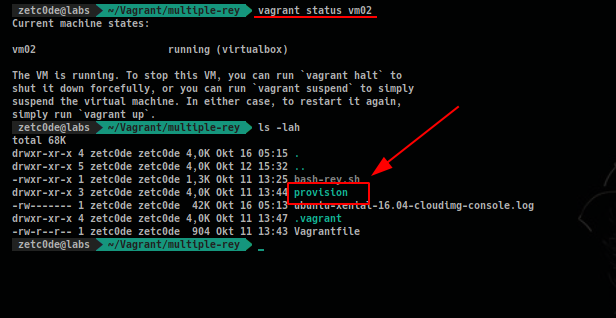 zetc0de@labs ~/Vagrant/multiple-rey vagrant status vm02
Current machine states:
vm02 running (virtualbox)
The VM is running. To stop this VM, you can run `vagrant halt` to
shut it down forcefully, or you can run `vagrant suspend` to simply
suspend the virtual machine. In either case, to restart it again,
simply run `vagrant up`.
zetc0de@labs ~/Vagrant/multiple-rey ls -lah
total 68K
drwxr-xr-x 4 zetc0de zetc0de 4,0K Okt 16 05:15 .
drwxr-xr-x 5 zetc0de zetc0de 4,0K Okt 12 15:32 ..
-rwxr-xr-x 1 zetc0de zetc0de 1,3K Okt 11 13:25 bash-rey.sh
drwxr-xr-x 3 zetc0de zetc0de 4,0K Okt 11 13:44 provision
-rw------- 1 zetc0de zetc0de 42K Okt 16 05:13 ubuntu-xenial-16.04-cloudimg-console.log
drwxr-xr-x 4 zetc0de zetc0de 4,0K Okt 11 13:47 .vagrant
-rw-r--r-- 1 zetc0de zetc0de 904 Okt 11 13:43 Vagrantfile
zetc0de@labs ~/Vagrant/multiple-rey